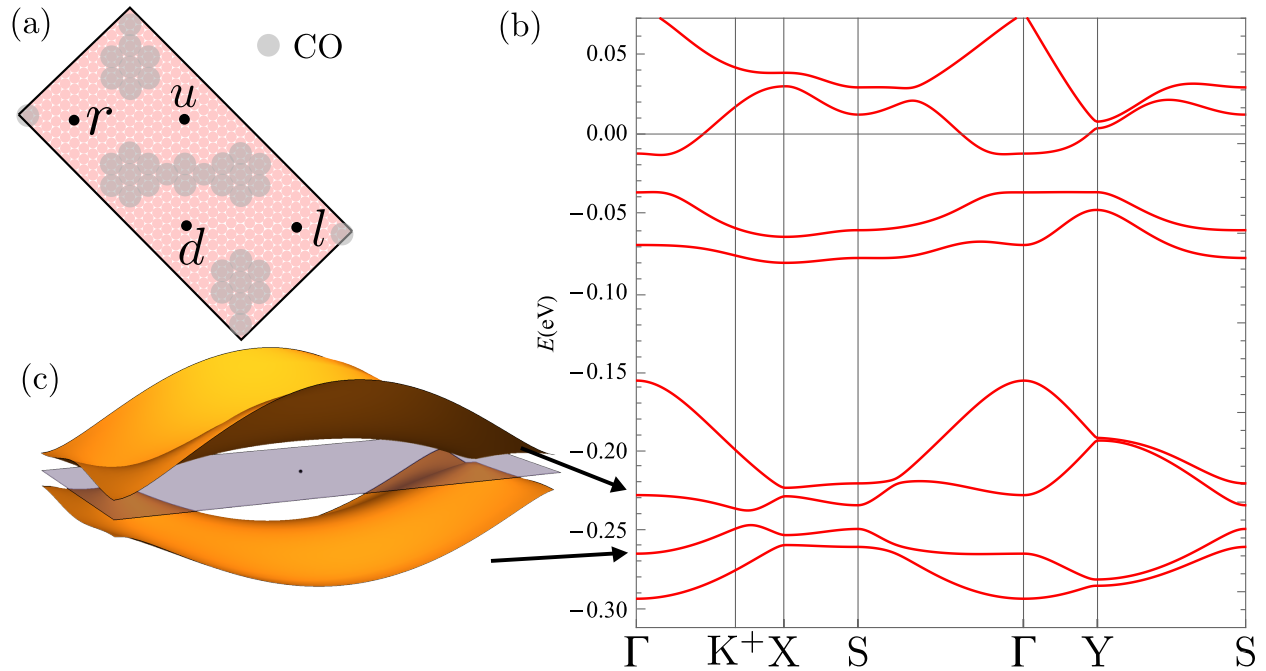 (a)
CO
r
u
d
l
(b)
0.05
0.00
−0.05
−0.10
−0.15
−0.20
−0.25
−0.30
E(eV)
Γ K⁺ X S Γ Y S
(c)